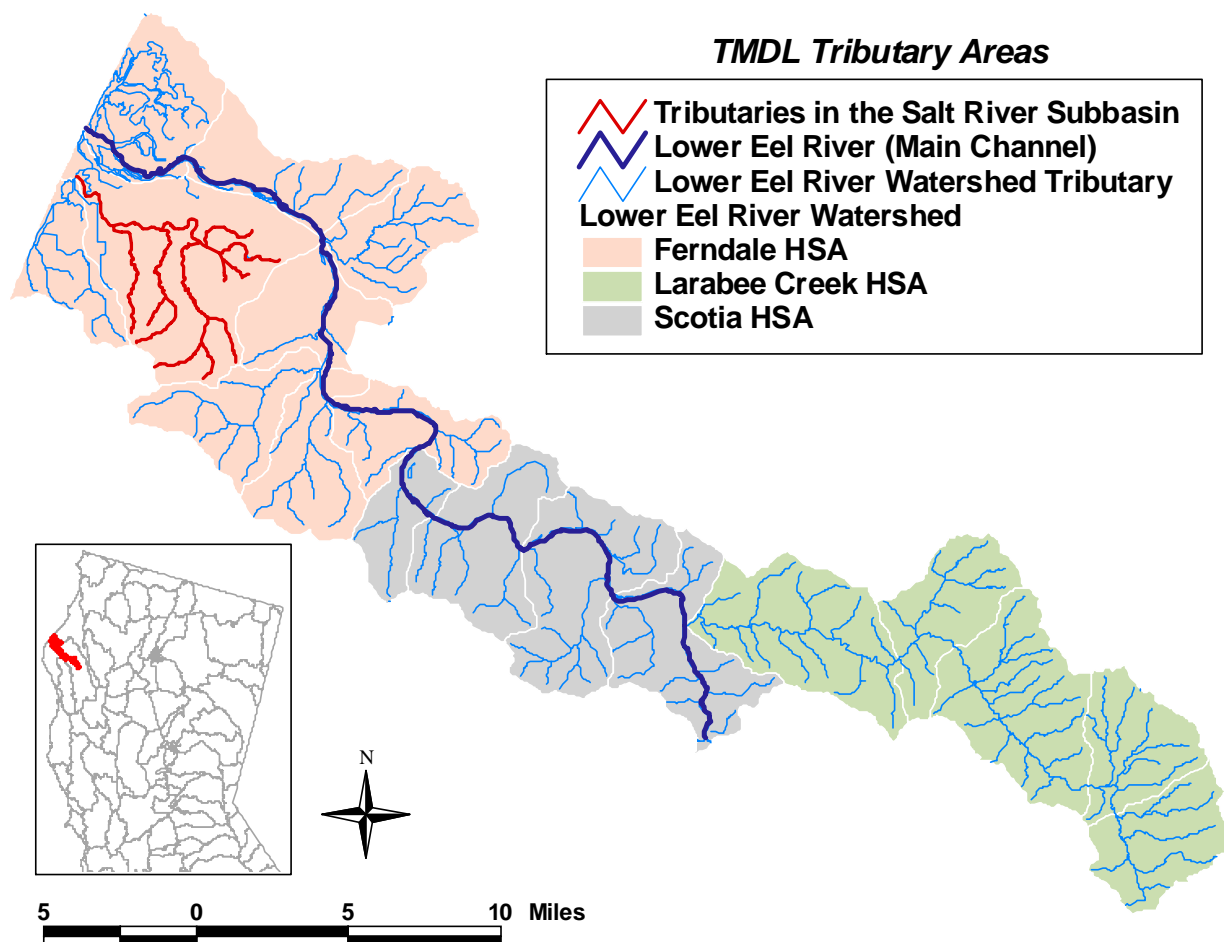 TMDL Tributary Areas
Tributaries in the Salt River Subbasin
Lower Eel River (Main Channel)
Lower Eel River Watershed Tributary
Lower Eel River Watershed
Ferndale HSA
Larabee Creek HSA
Scotia HSA
N
5 0 5 10 Miles